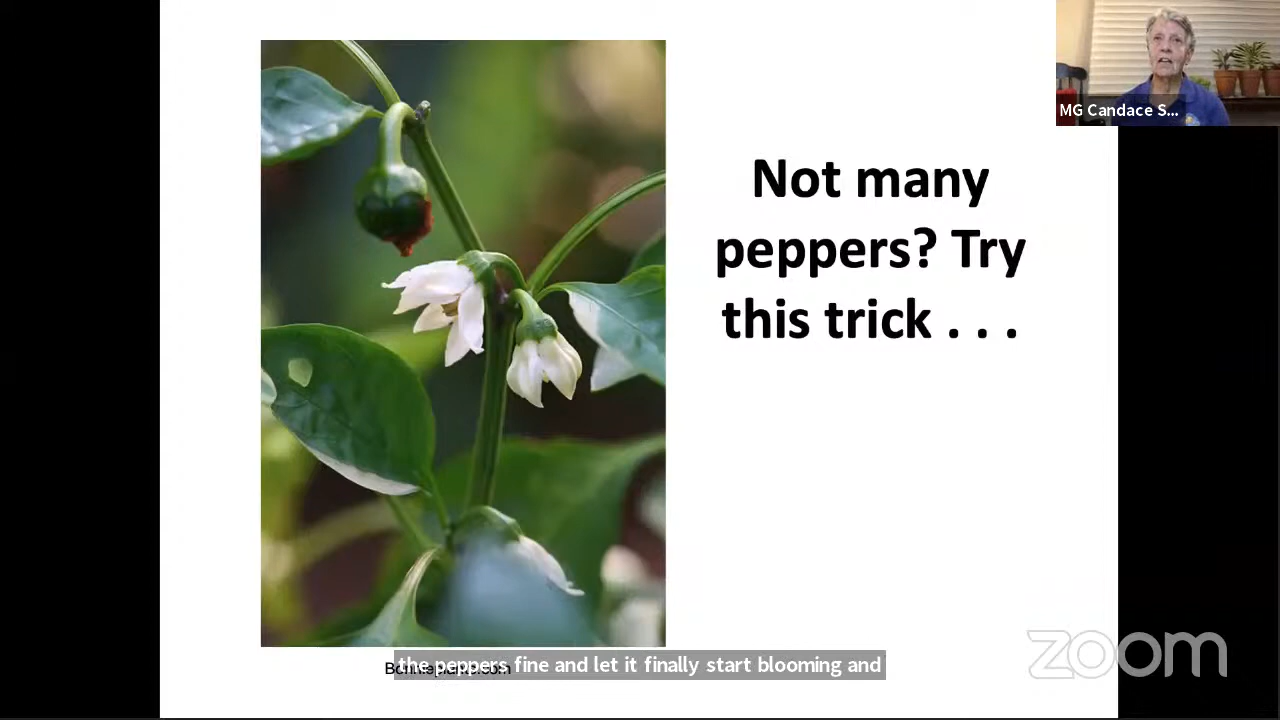 MG Candace S...
Not many
peppers? Try
this trick . . .
the peppers fine and let it finally start blooming and
zoom